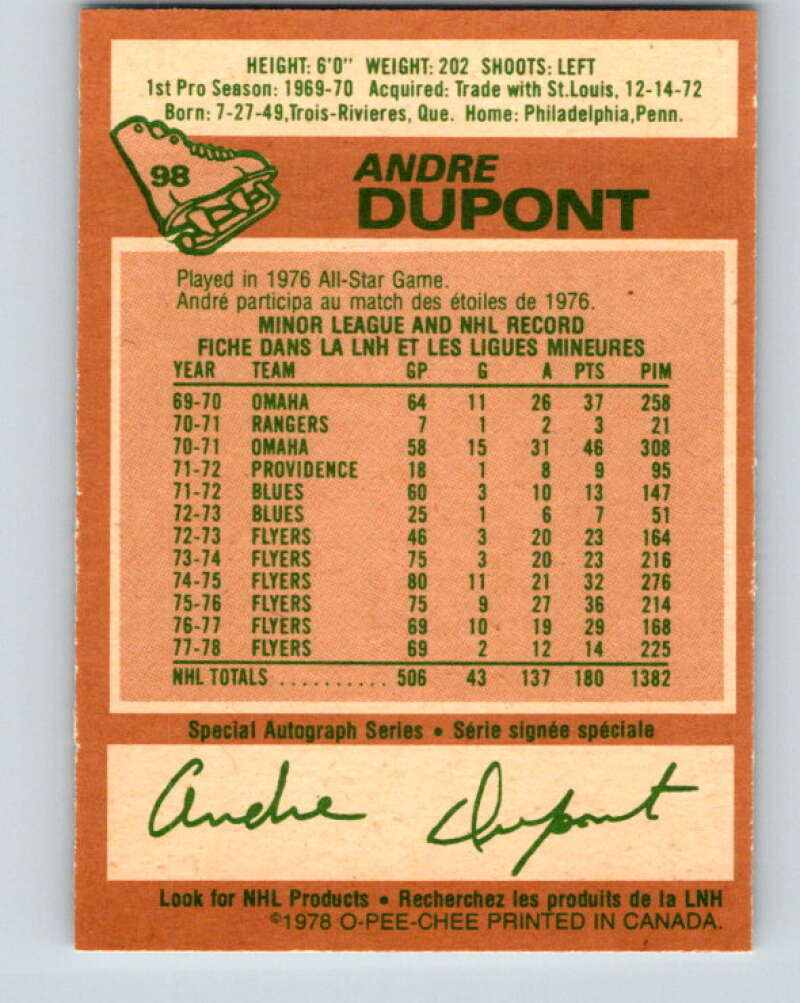 HEIGHT: 6'0" WEIGHT: 202 SHOOTS: LEFT
1st Pro Season: 1969-70 Acquired: Trade with St.Louis, 12-14-72
Born: 7-27-49,Trois-Rivieres, Que. Home: Philadelphia,Penn.
98
ANDRE
DUPONT
Played in 1976 All-Star Game.
André participa au match des étoiles de 1976.
MINOR LEAGUE AND NHL RECORD
FICHE DANS LA LNH ET LES LIGUES MINEURES
YEAR TEAM GP G A PTS PIM
69-70 OMAHA 64 11 26 37 258
70-71 RANGERS 7 1 2 3 21
70-71 OMAHA 58 15 31 46 308
71-72 PROVIDENCE 18 1 8 9 95
71-72 BLUES 60 3 10 13 147
72-73 BLUES 25 1 6 7 51
72-73 FLYERS 46 3 20 23 164
73-74 FLYERS 75 3 20 23 216
74-75 FLYERS 80 11 21 32 276
75-76 FLYERS 75 9 27 36 214
76-77 FLYERS 69 10 19 29 168
77-78 FLYERS 69 2 12 14 225
NHL TOTALS .......... 506 43 137 180 1382
Special Autograph Series • Série signée spéciale
Andre Dupont
Look for NHL Products • Recherchez les produits de la LNH
©1978 O-PEE-CHEE PRINTED IN CANADA.